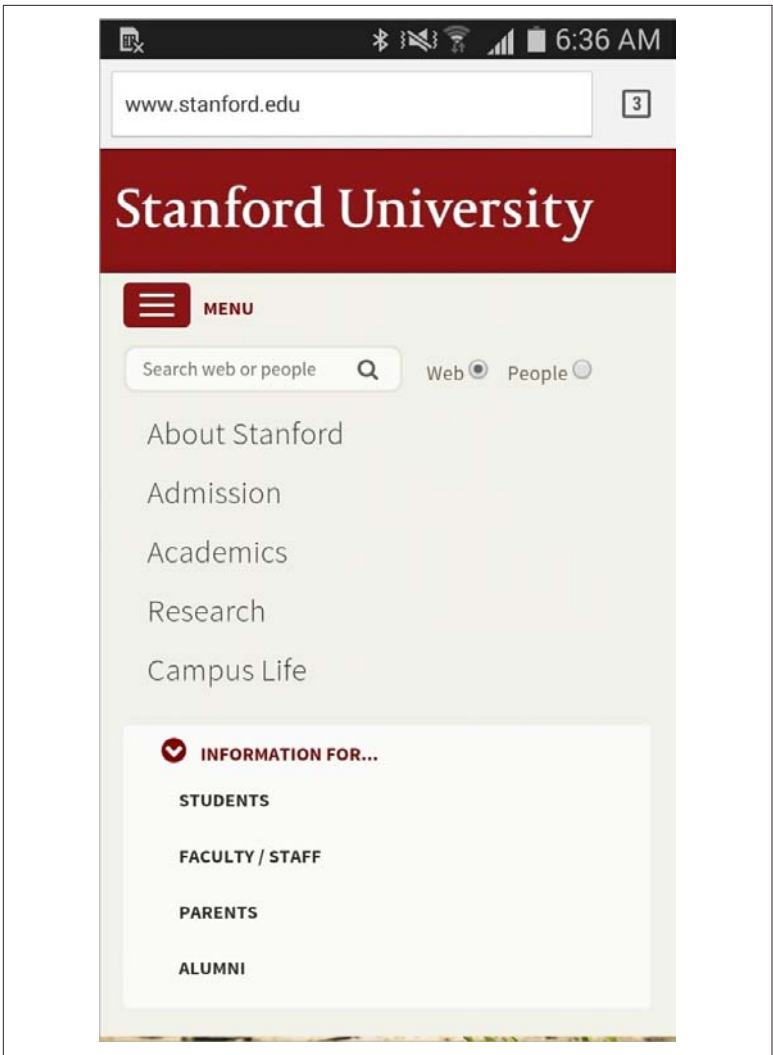 6:36 AM
www.stanford.edu
3
Stanford University
MENU
Search web or people Web People
About Stanford
Admission
Academics
Research
Campus Life
INFORMATION FOR...
STUDENTS
FACULTY / STAFF
PARENTS
ALUMNI